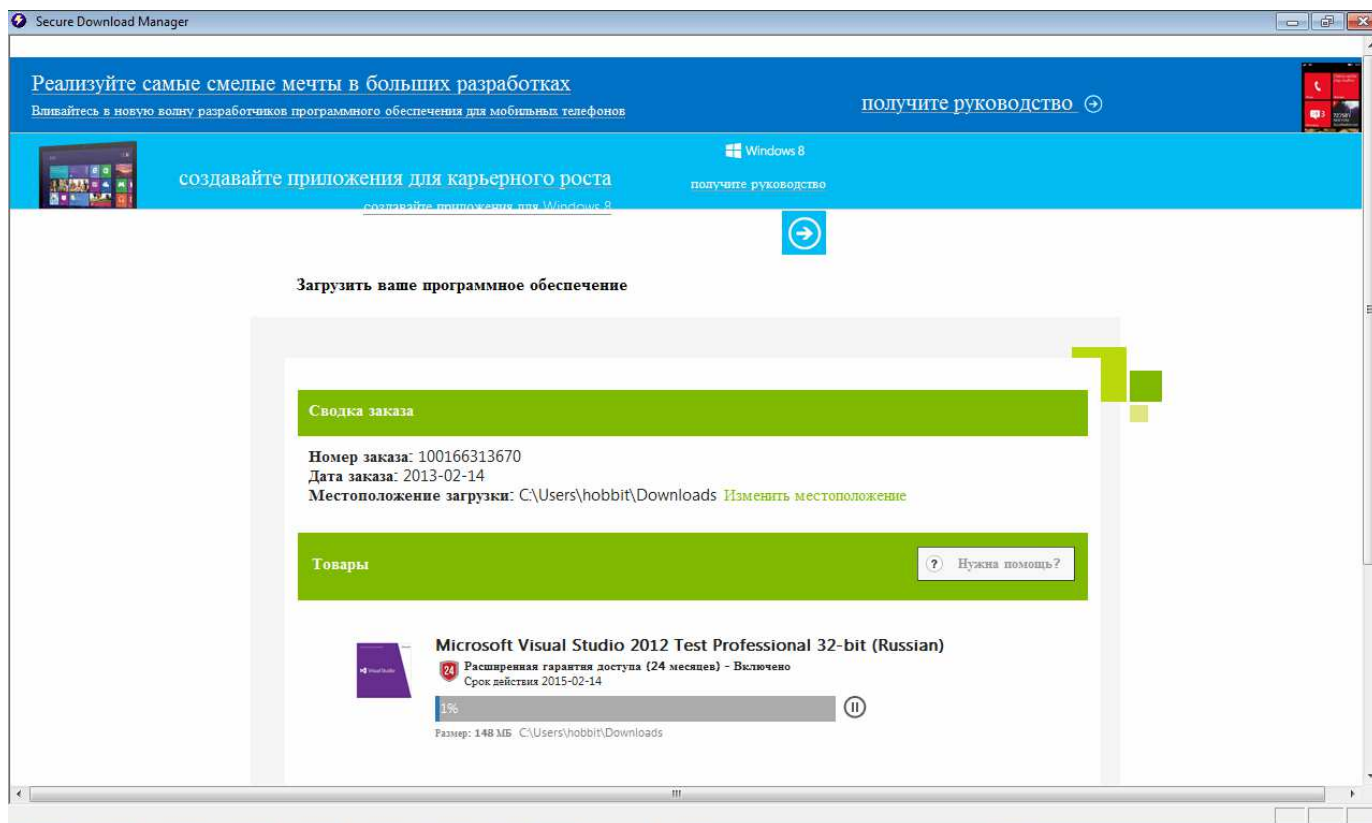 Secure Download Manager
Реализуйте самые смелые мечты в больших разработках
Вливайтесь в новую волну разработчиков программного обеспечения для мобильных телефонов
получите руководство
Windows 8
создавайте приложения для карьерного роста
получите руководство
создавайте приложения для Windows 8
Загрузить ваше программное обеспечение
Сводка заказа
Номер заказа: 100166313670
Дата заказа: 2013-02-14
Местоположение загрузки: C:\Users\hobbit\Downloads Изменить местоположение
Товары
? Нужна помощь?
Microsoft Visual Studio 2012 Test Professional 32-bit (Russian)
24 Расширенная гарантия доступа (24 месяцев) - Включено
Срок действия 2015-02-14
Visual Studio
1%
Размер: 148 МБ C:\Users\hobbit\Downloads